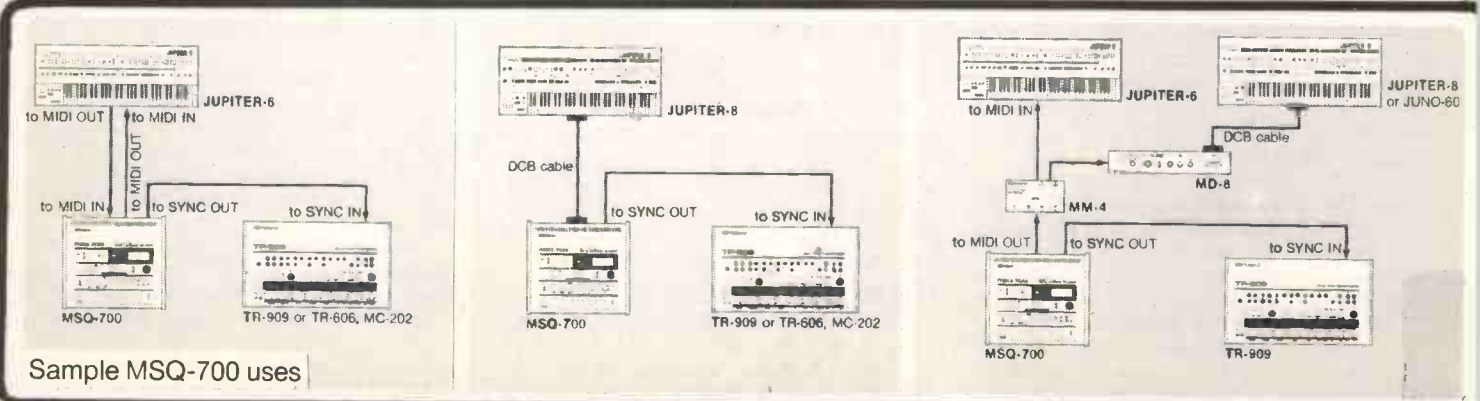 JUPITER-6
to MIDI OUT
to MIDI IN
to MIDI OUT
to MIDI IN
to SYNC OUT
to SYNC IN
MSQ-700
TR-909 or TR-606, MC-202
JUPITER-8
DCB cable
to SYNC OUT
to SYNC IN
MSQ-700
TR-909 or TR-606, MC-202
JUPITER-6
to MIDI IN
JUPITER-8
or JUNO-60
DCB cable
MD-8
MM-4
to MIDI OUT
to SYNC OUT
to SYNC IN
MSQ-700
TR-909
Sample MSQ-700 uses